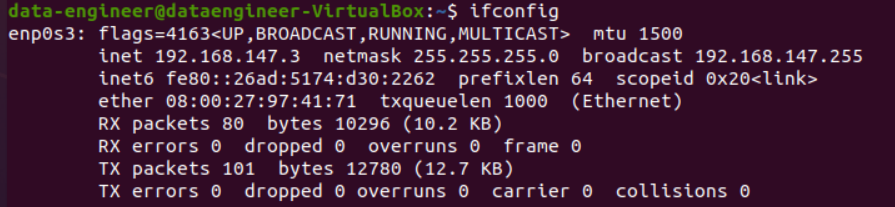 data-engineer@dataengineer-VirtualBox:~$ ifconfig
enp0s3: flags=4163<UP,BROADCAST,RUNNING,MULTICAST>  mtu 1500
        inet 192.168.147.3  netmask 255.255.255.0  broadcast 192.168.147.255
        inet6 fe80::26ad:5174:d30:2262  prefixlen 64  scopeid 0x20<link>
        ether 08:00:27:97:41:71  txqueuelen 1000  (Ethernet)
        RX packets 80  bytes 10296 (10.2 KB)
        RX errors 0  dropped 0  overruns 0  frame 0
        TX packets 101  bytes 12780 (12.7 KB)
        TX errors 0  dropped 0 overruns 0  carrier 0  collisions 0